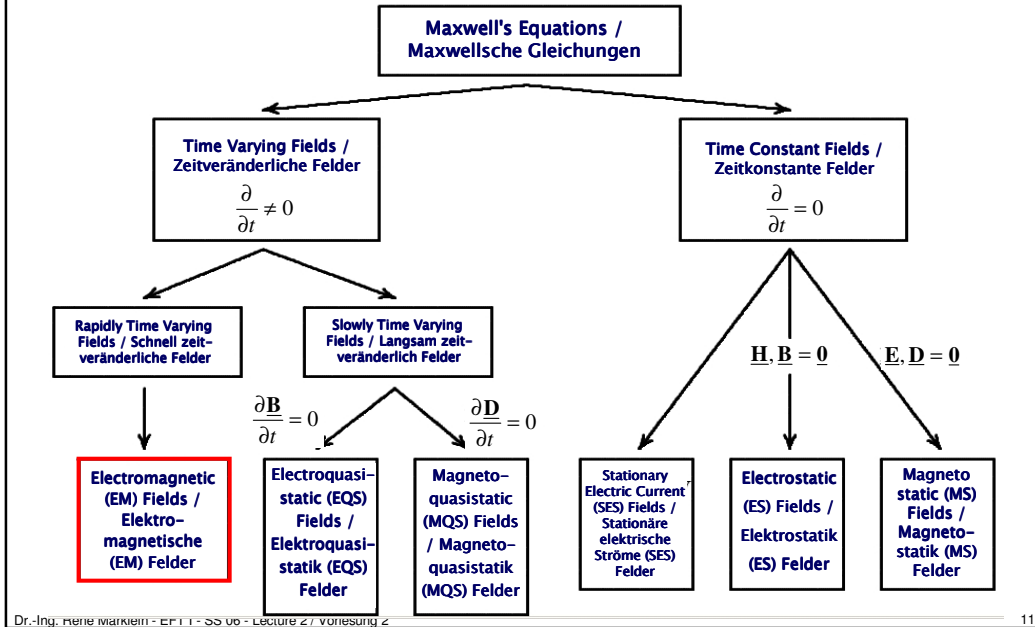 Maxwell's Equations /
Maxwellsche Gleichungen
Time Varying Fields /
Zeitveränderliche Felder
∂/∂t ≠ 0
Time Constant Fields /
Zeitkonstante Felder
∂/∂t = 0
Rapidly Time Varying
Fields / Schnell zeit-
veränderliche Felder
Slowly Time Varying
Fields / Langsam zeit-
veränderlich Felder
∂B/∂t = 0
∂D/∂t = 0
H, B = 0
E, D = 0
Electromagnetic
(EM) Fields /
Elektro-
magnetische
(EM) Felder
Electroquasi-
static (EQS)
Fields /
Elektroquasi-
statik (EQS)
Felder
Magneto-
quasistatic
(MQS) Fields
/ Magneto-
quasistatik
(MQS) Felder
Stationary
Electric Current
(SES) Fields /
Stationäre
elektrische
Ströme (SES)
Felder
Electrostatic
(ES) Fields /
Elektrostatik
(ES) Felder
Magneto
static (MS)
Fields /
Magneto-
statik (MS)
Felder
Dr.-Ing. René Marklein - EFT I - SS 06 - Lecture 2 / Vorlesung 2
11